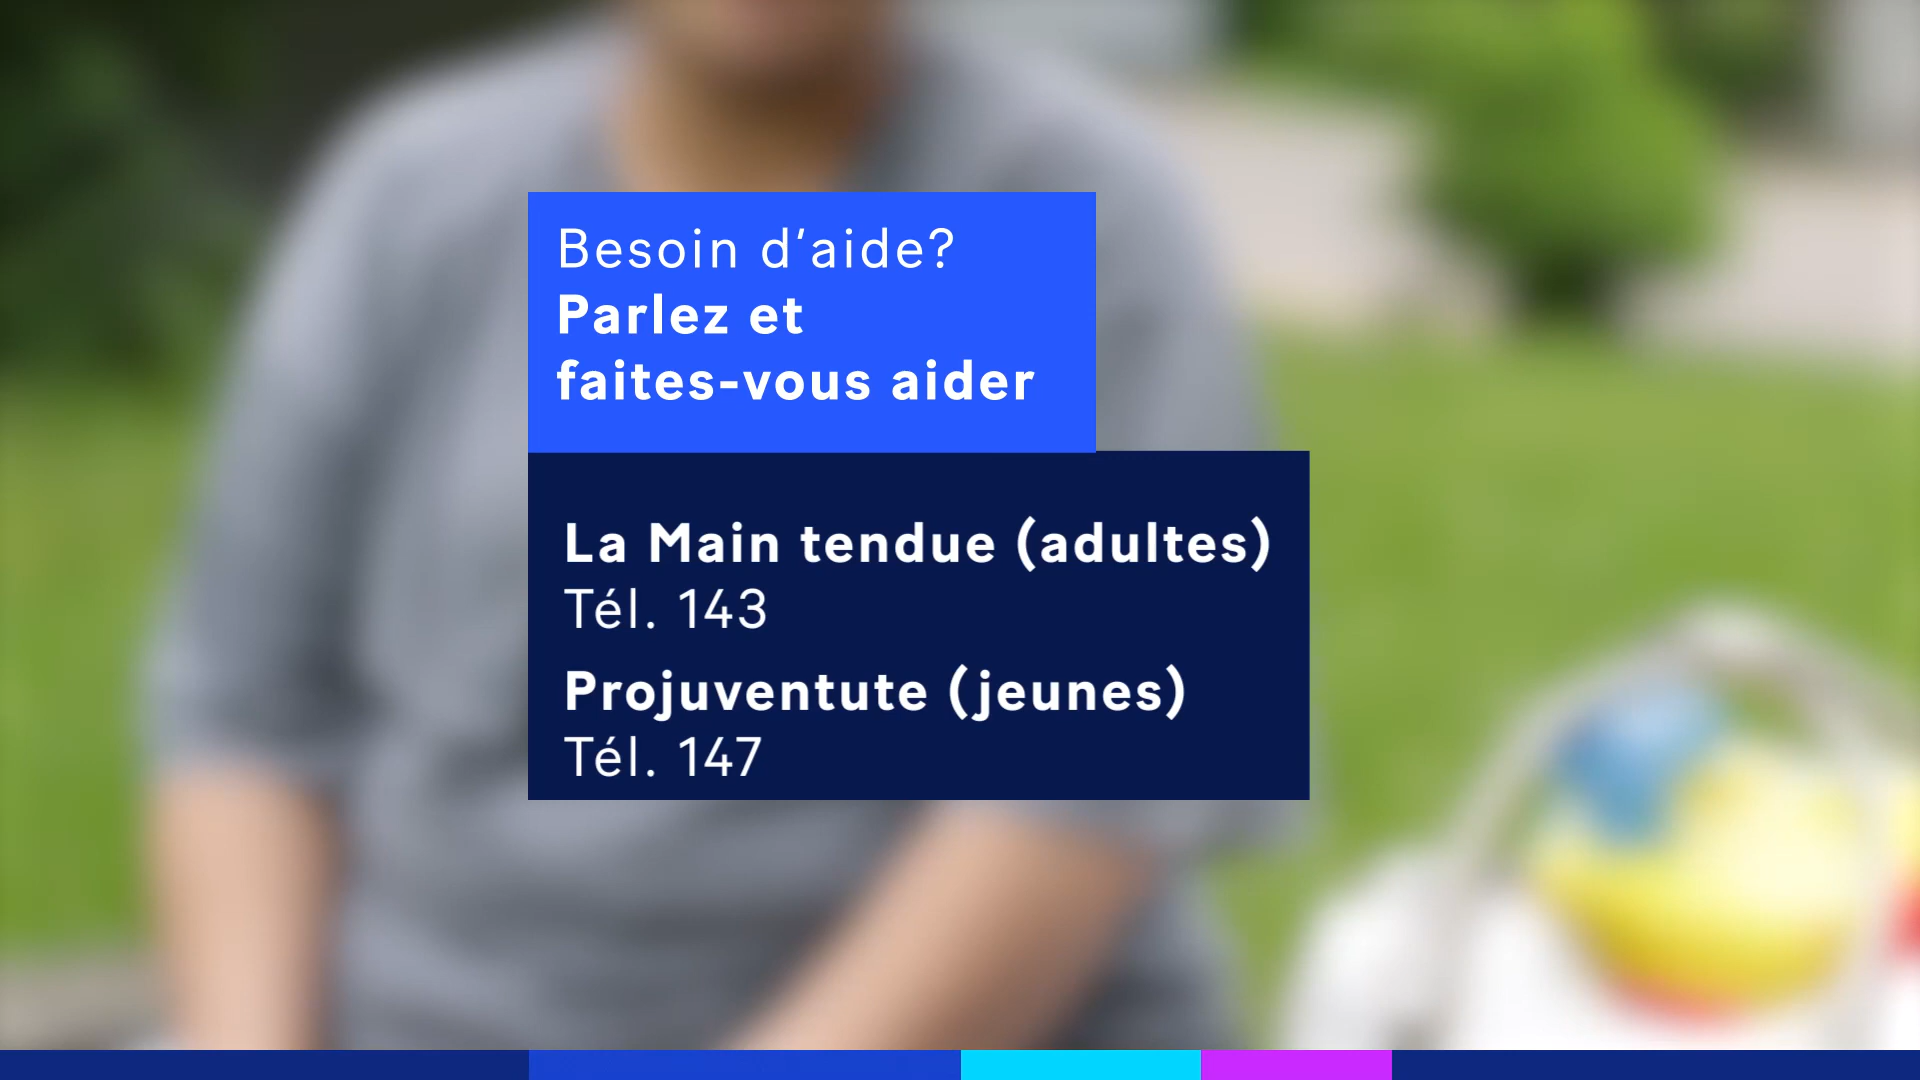 Besoin d’aide?
Parlez et
faites-vous aider
La Main tendue (adultes)
Tél. 143
Projuventute (jeunes)
Tél. 147